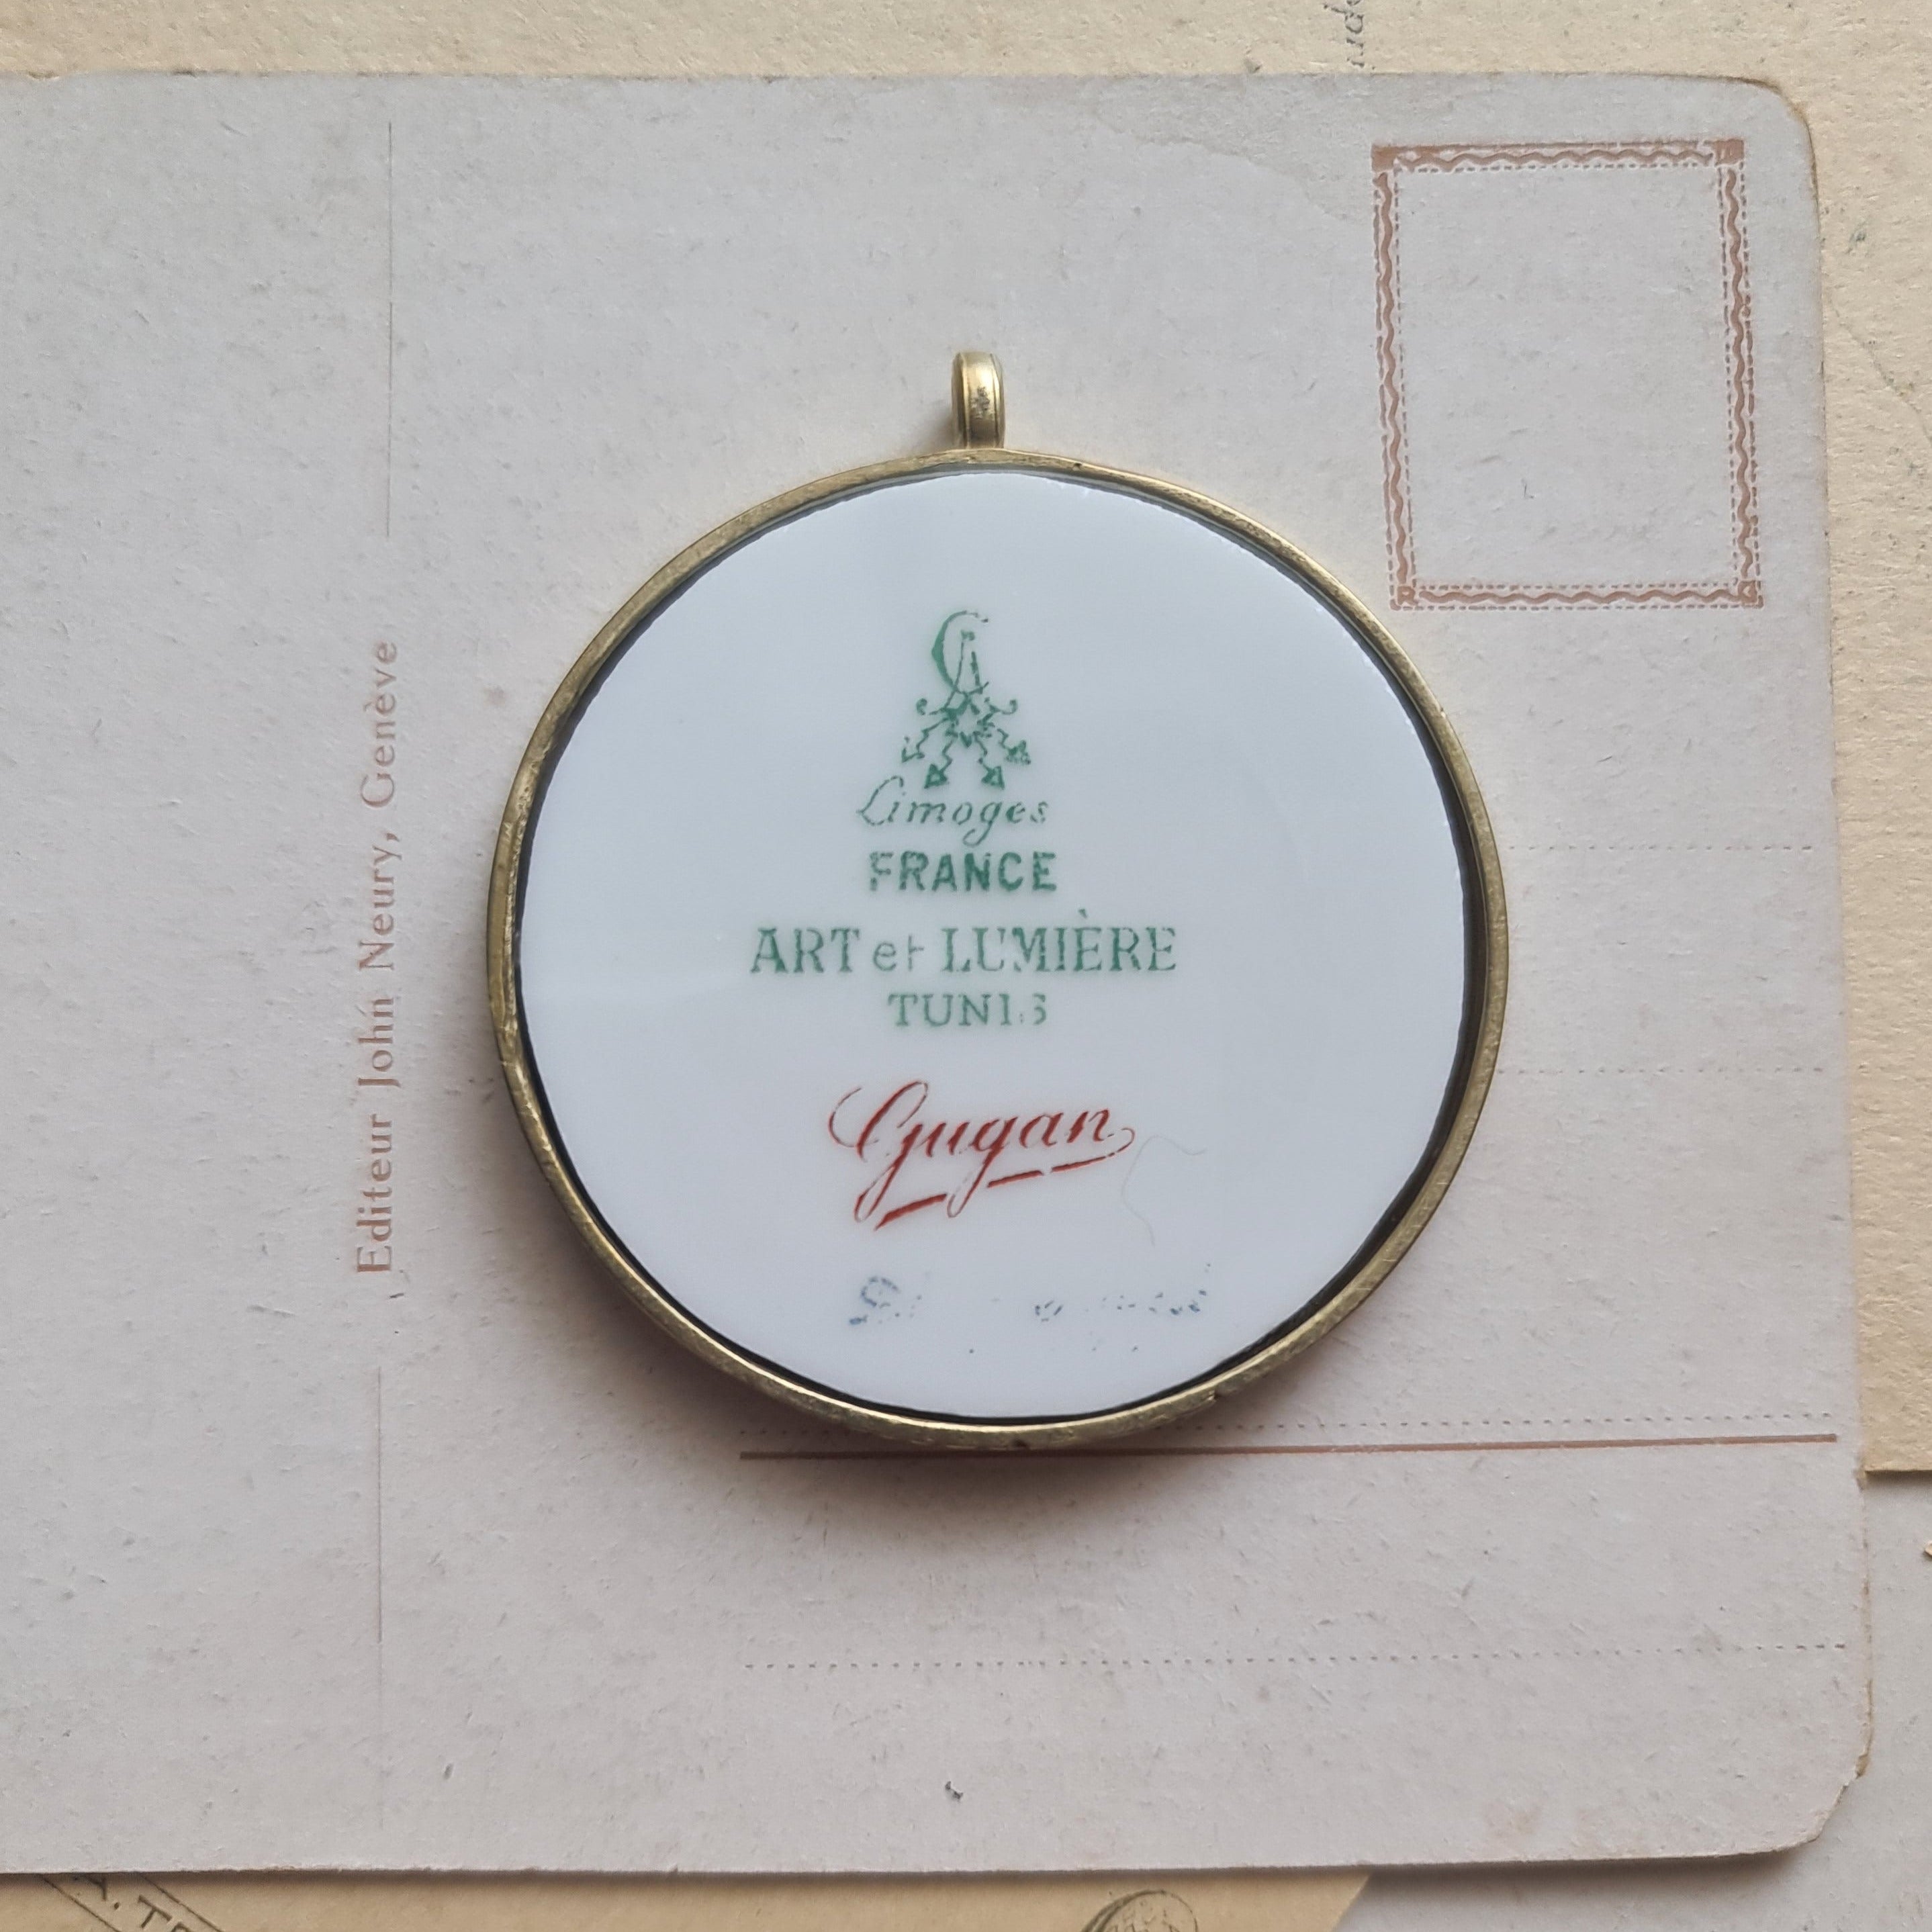 Limoges
FRANCE
ART et LUMIÈRE
TUNIS
Gugan
Editeur John Neury, Genève